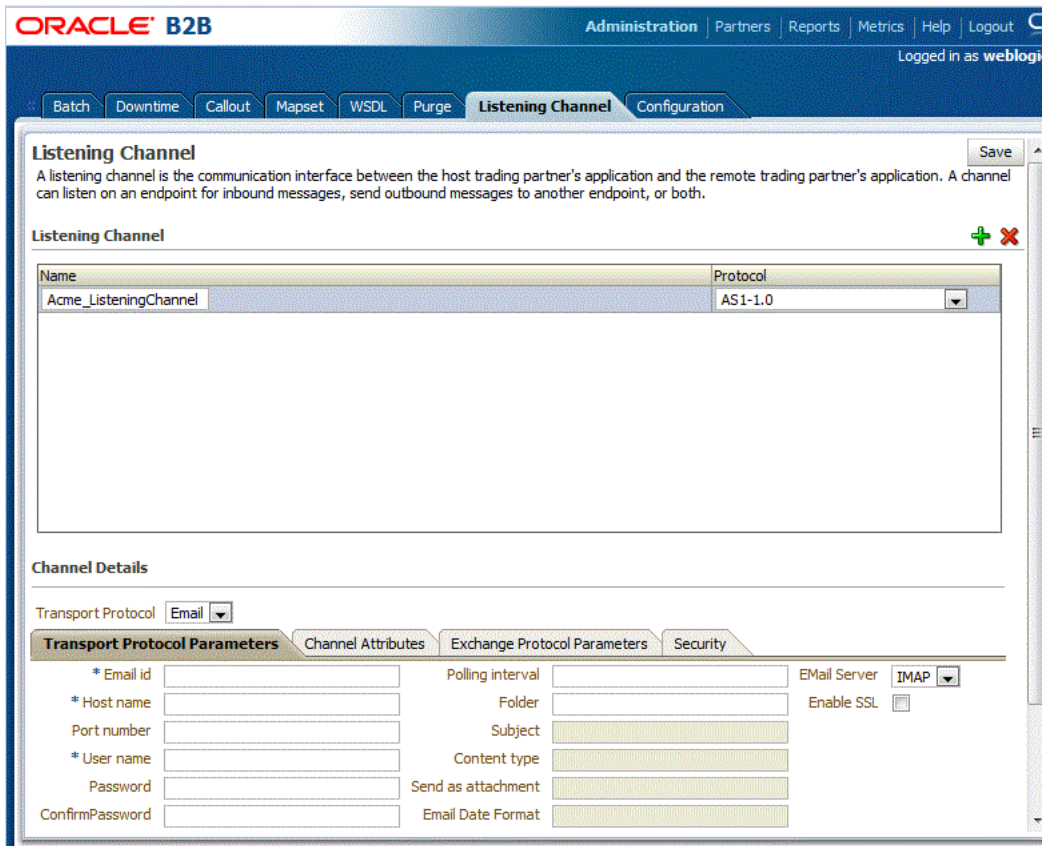 ORACLE B2B
Administration Partners Reports Metrics Help Logout
Logged in as weblogi
Batch Downtime Callout Mapset WSDL Purge Listening Channel Configuration
Listening Channel Save
A listening channel is the communication interface between the host trading partner's application and the remote trading partner's application. A channel
can listen on an endpoint for inbound messages, send outbound messages to another endpoint, or both.
Listening Channel
Name Protocol
Acme_ListeningChannel AS1-1.0
Channel Details
Transport Protocol Email
Transport Protocol Parameters Channel Attributes Exchange Protocol Parameters Security
* Email id Polling interval EMail Server IMAP
* Host name Folder Enable SSL
Port number Subject
* User name Content type
Password Send as attachment
ConfirmPassword Email Date Format